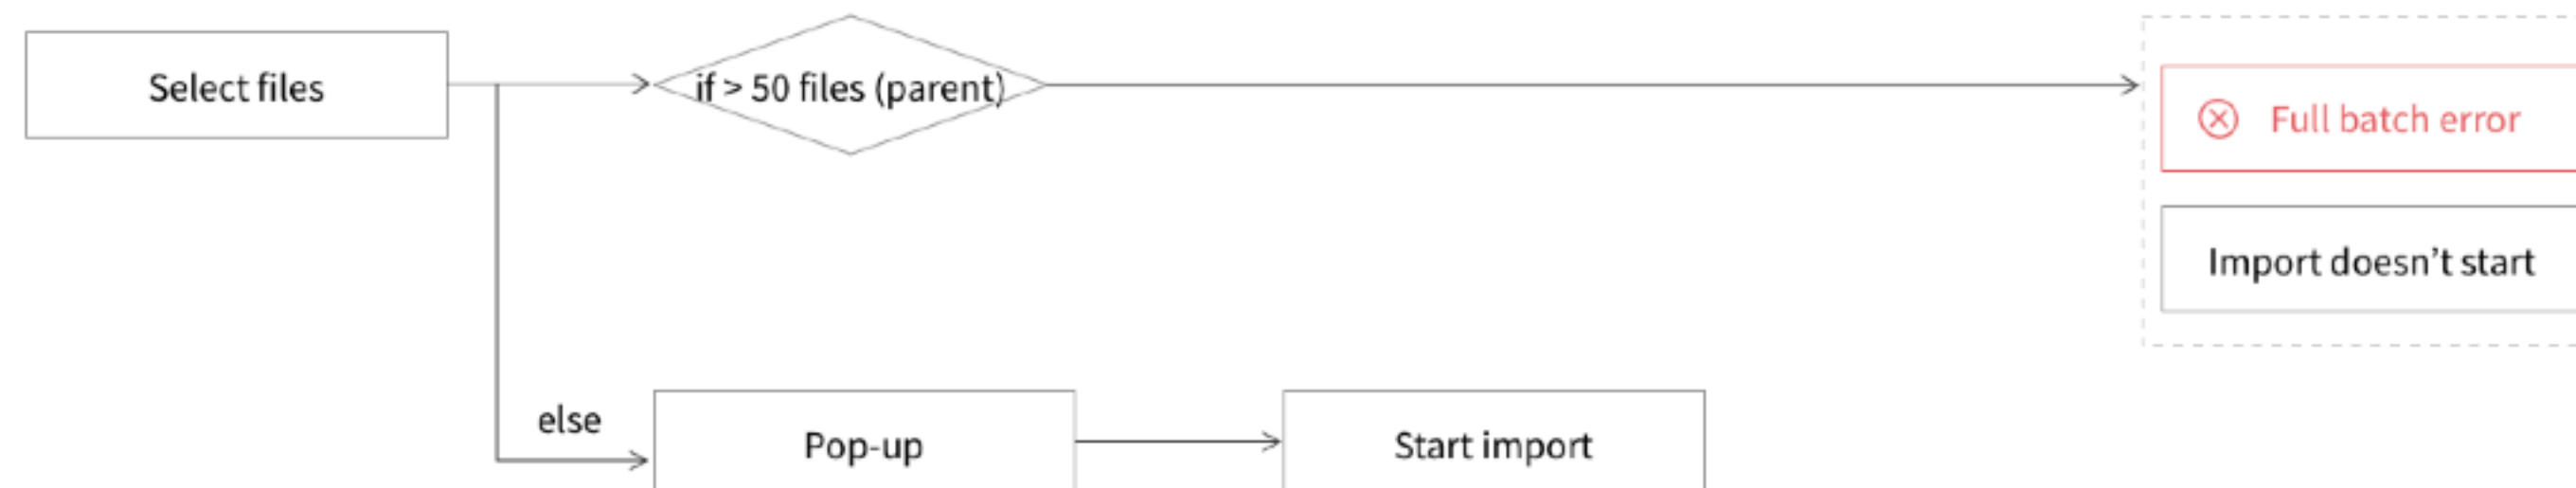 Select files
if > 50 files (parent)
Full batch error
Import doesn’t start
else
Pop-up
Start import